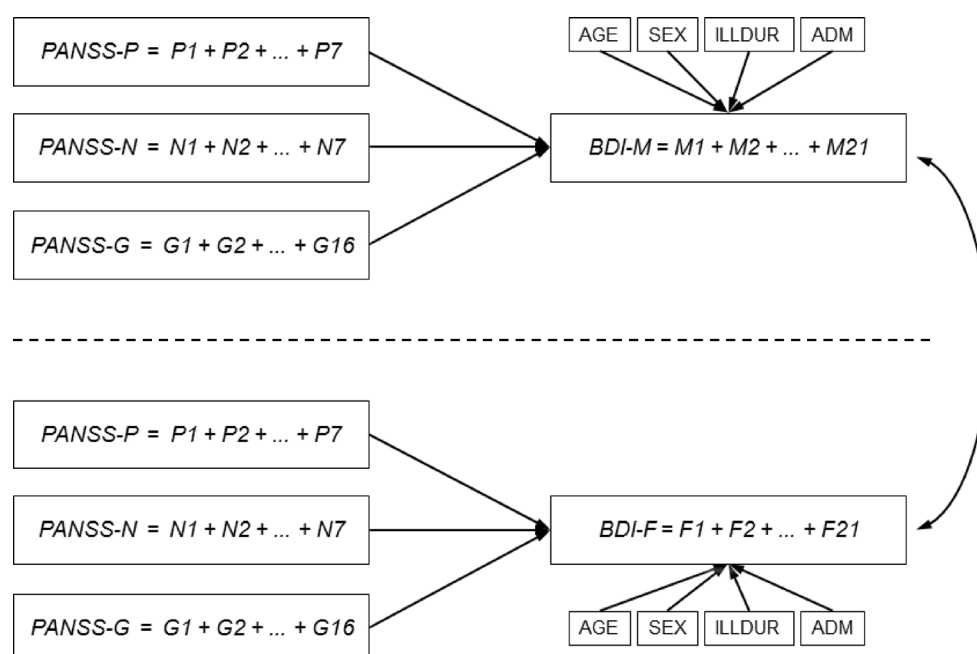 PANSS-P = P1 + P2 + ... + P7
AGE SEX ILLDUR ADM
PANSS-N = N1 + N2 + ... + N7
BDI-M = M1 + M2 + ... + M21
PANSS-G = G1 + G2 + ... + G16
PANSS-P = P1 + P2 + ... + P7
PANSS-N = N1 + N2 + ... + N7
BDI-F = F1 + F2 + ... + F21
PANSS-G = G1 + G2 + ... + G16
AGE SEX ILLDUR ADM